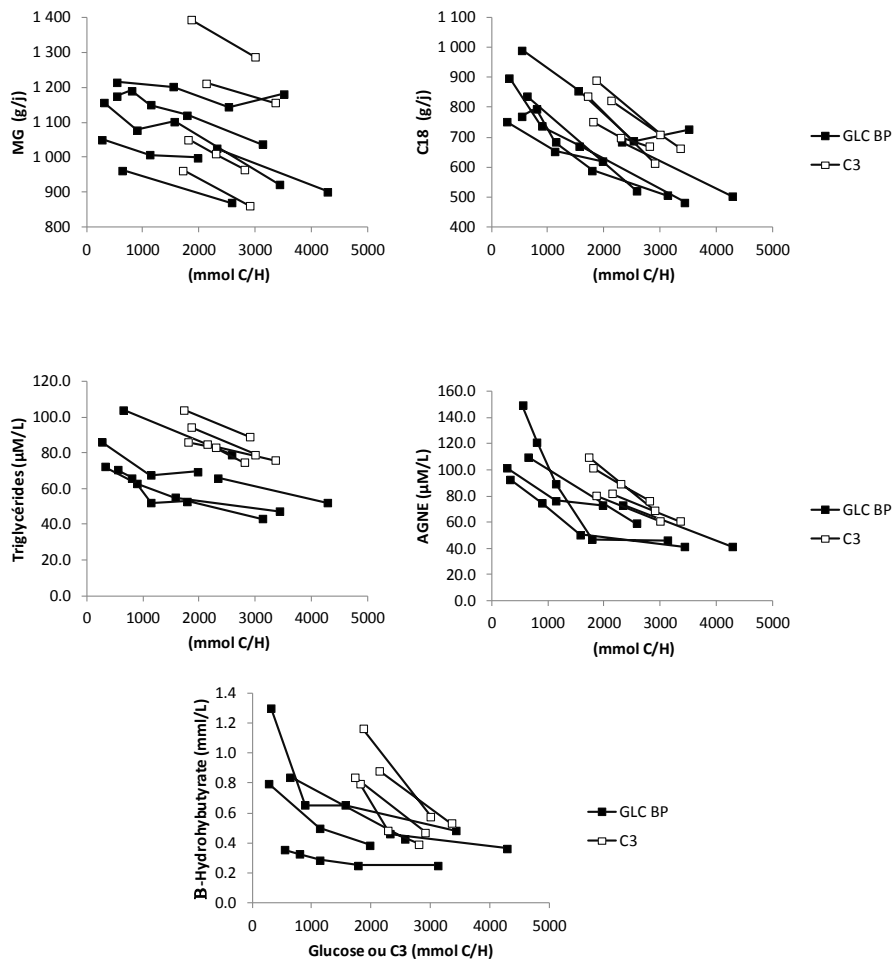 MG (g/j)
1 400
1 300
1 200
1 100
1 000
900
800
0 1000 2000 3000 4000 5000
(mmol C/H)
C18 (g/j)
1 100
1 000
900
800
700
600
500
400
0 1000 2000 3000 4000 5000
(mmol C/H)
GLC BP
C3
Triglycérides (µM/L)
120.0
100.0
80.0
60.0
40.0
20.0
0.0
0 1000 2000 3000 4000 5000
(mmol C/H)
AGNE (µM/L)
160.0
140.0
120.0
100.0
80.0
60.0
40.0
20.0
0.0
0 1000 2000 3000 4000 5000
(mmol C/H)
GLC BP
C3
B-Hydrohybutyrate (mml/L)
1.4
1.2
1.0
0.8
0.6
0.4
0.2
0.0
0 1000 2000 3000 4000 5000
Glucose ou C3 (mmol C/H)
GLC BP
C3